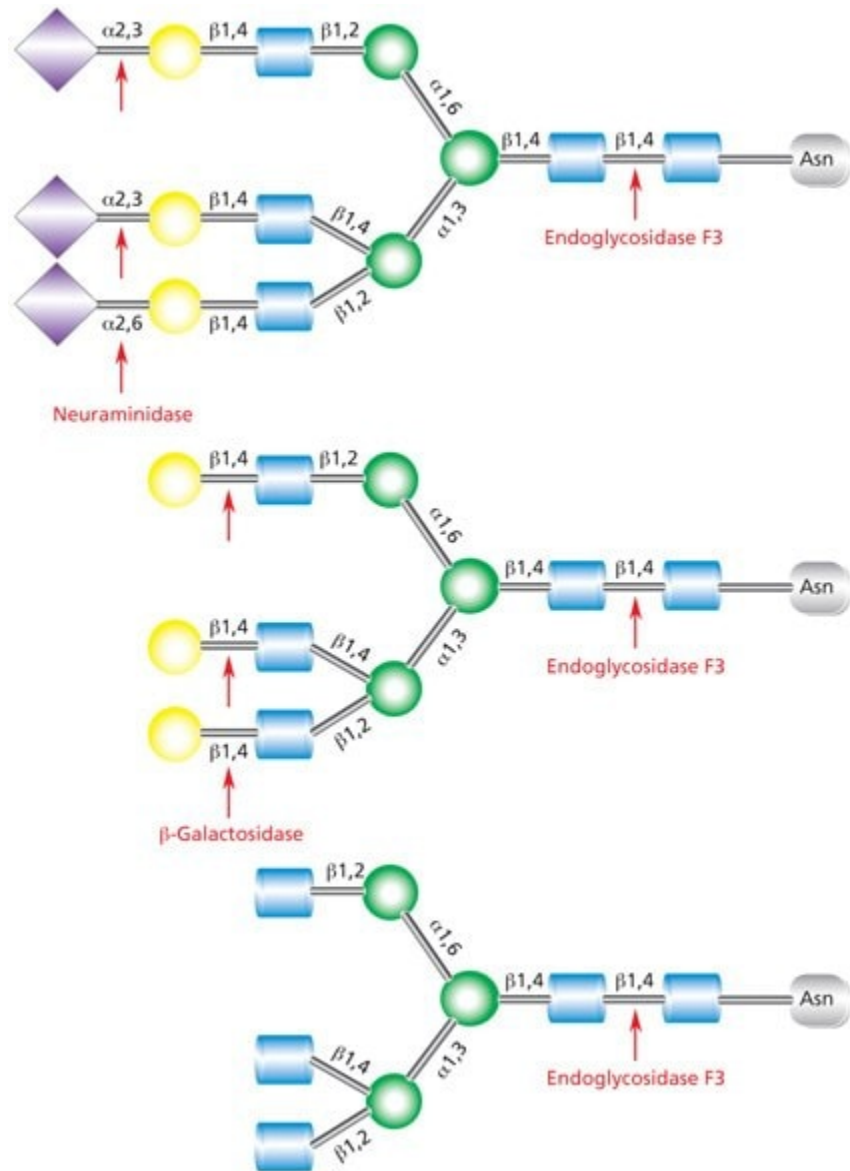 α2,3 β1,4 β1,2
α1,6
β1,4 β1,4 Asn
α2,3 β1,4 β1,4 α1,3
Endoglycosidase F3
α2,6 β1,4 β1,2
Neuraminidase
β1,4 β1,2
α1,6
β1,4 β1,4 Asn
β1,4 β1,4 α1,3
Endoglycosidase F3
β1,4 β1,2
β-Galactosidase
β1,2
α1,6
β1,4 β1,4 Asn
β1,4 α1,3
Endoglycosidase F3
β1,2